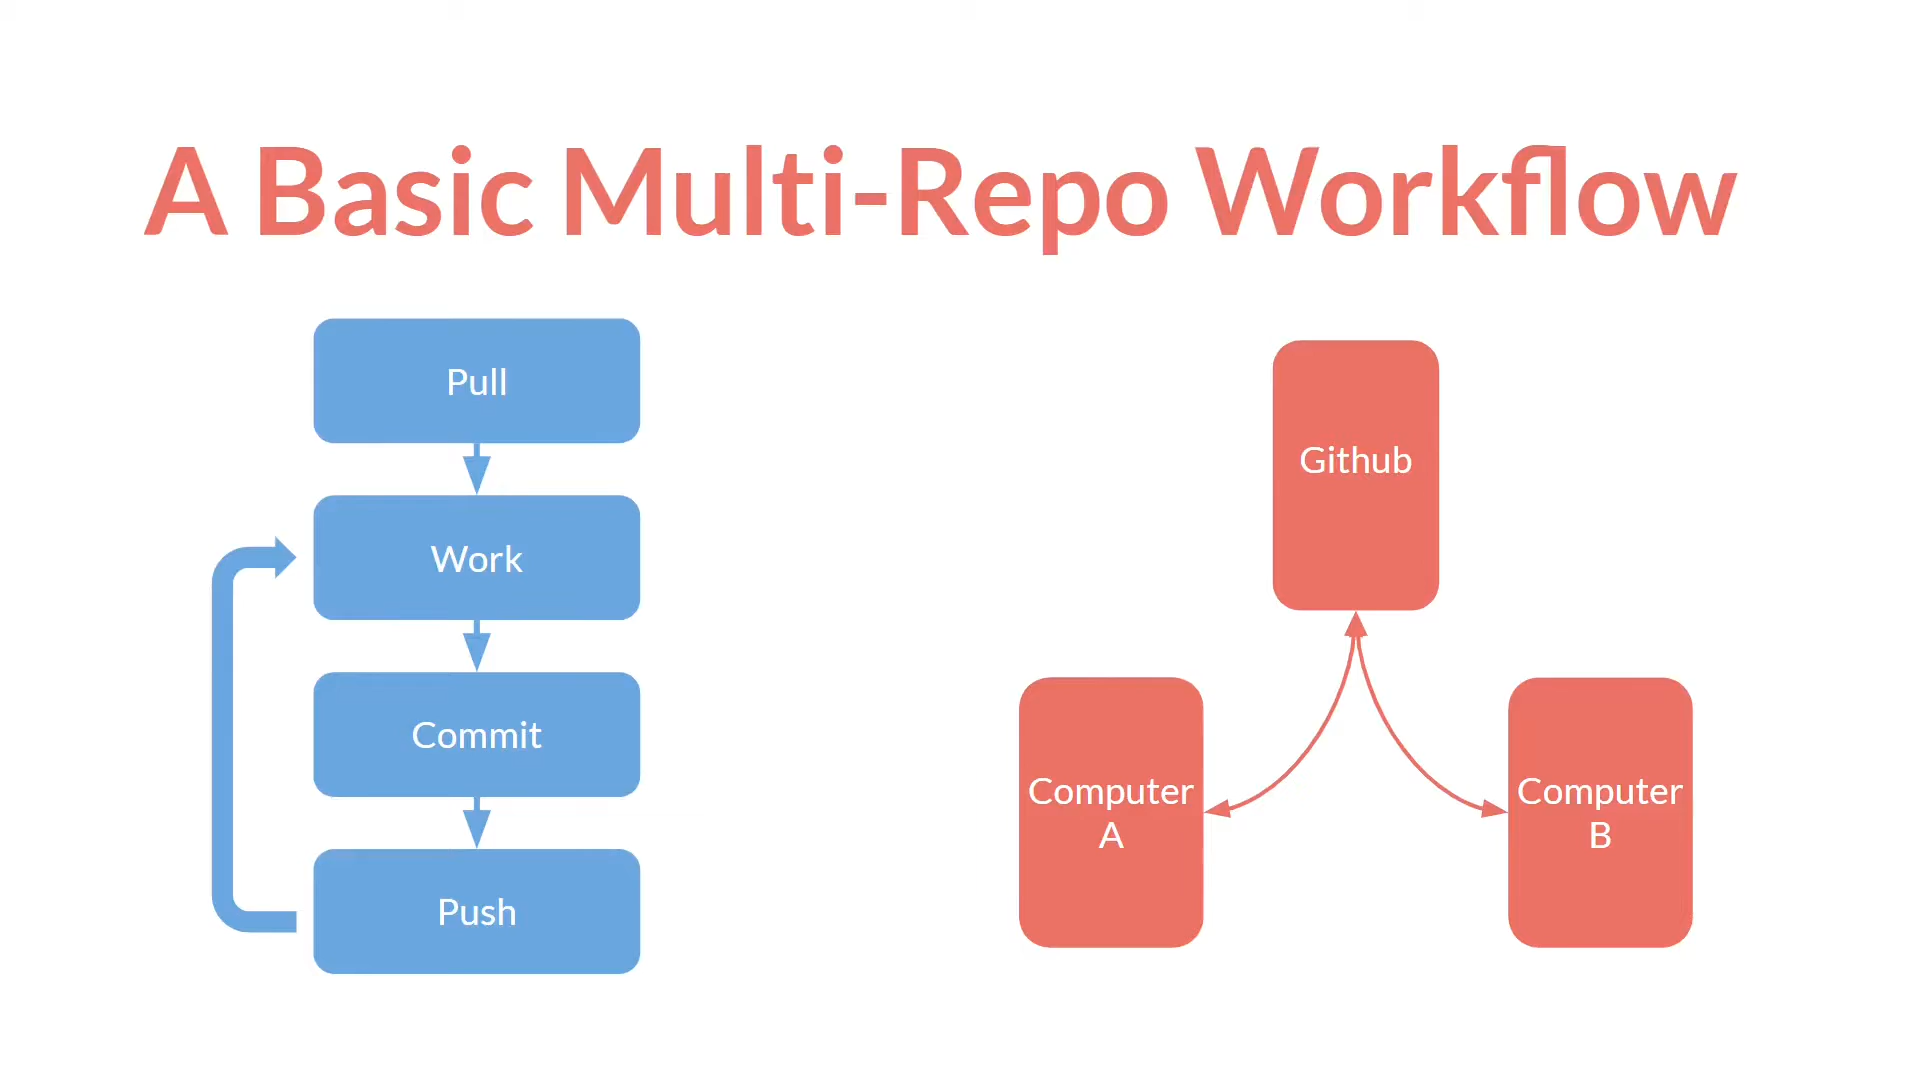 A Basic Multi-Repo Workflow
Pull
Work
Commit
Push
Github
Computer
A
Computer
B